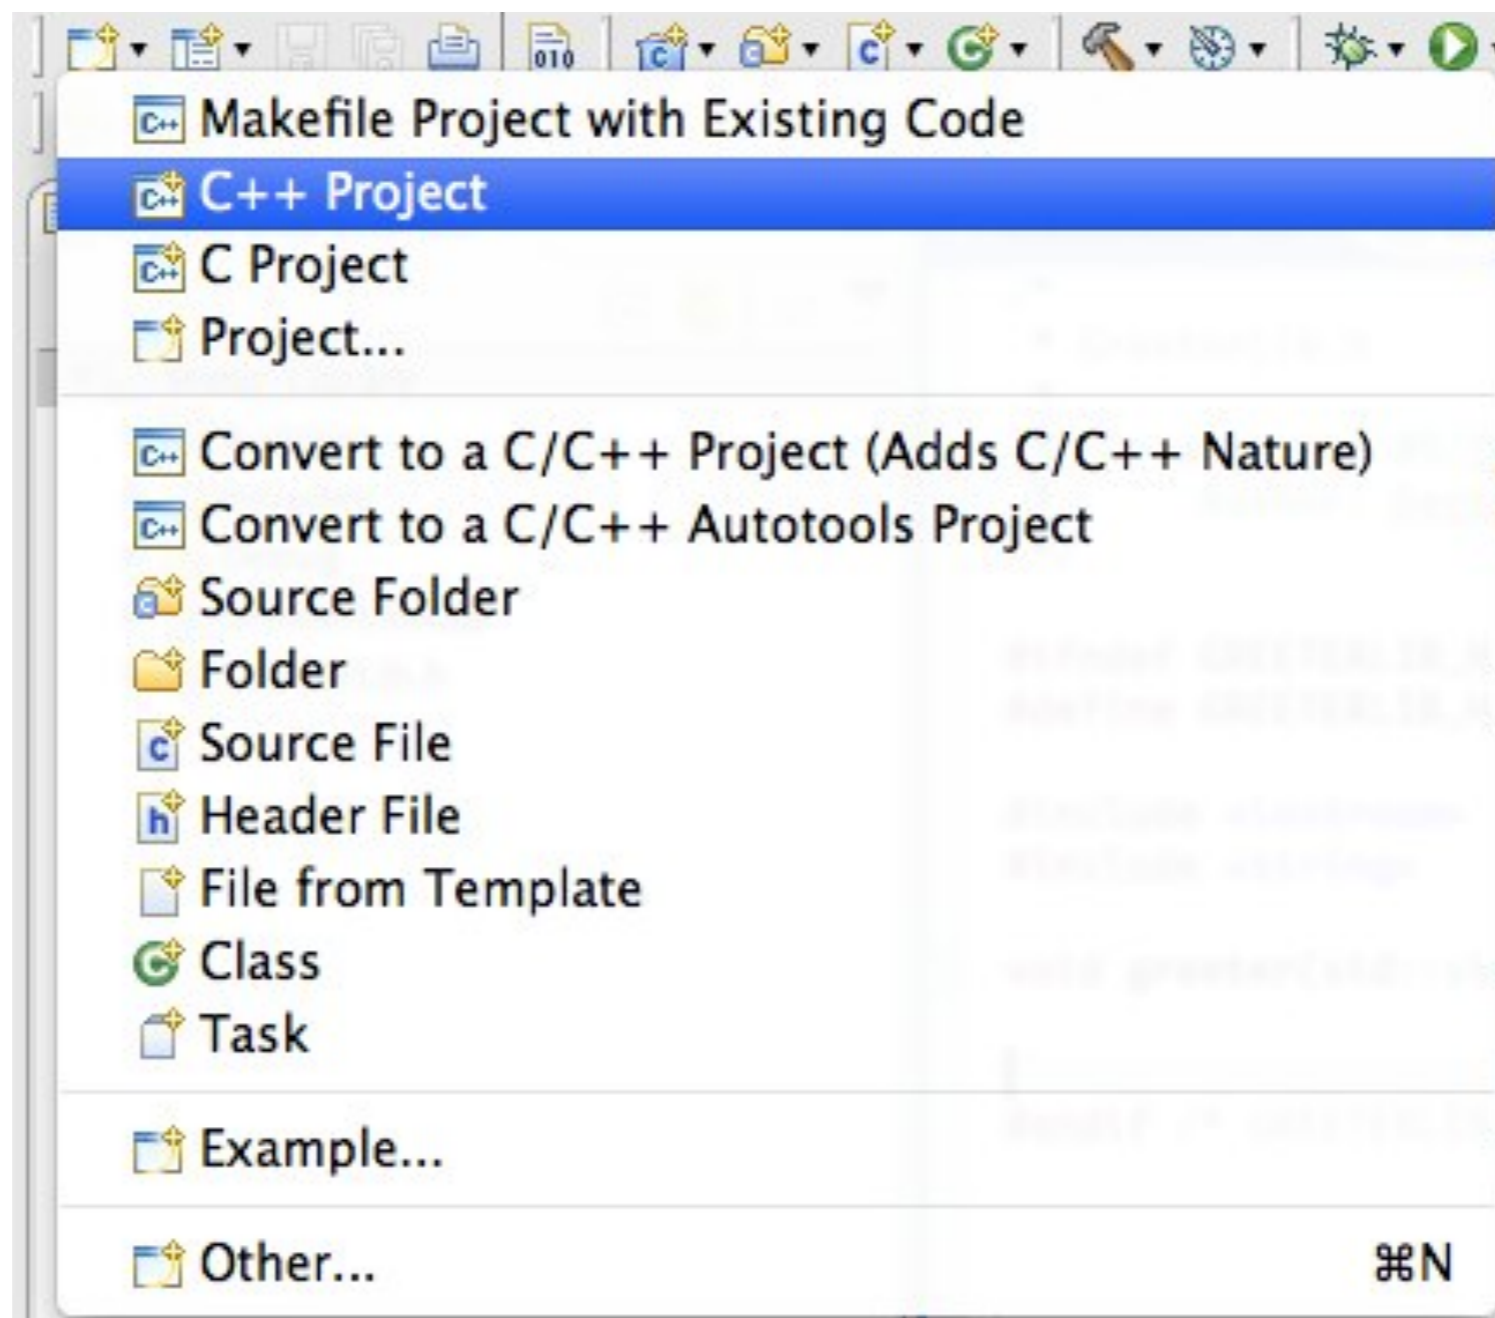 010
Makefile Project with Existing Code
C++ Project
C Project
Project...
Convert to a C/C++ Project (Adds C/C++ Nature)
Convert to a C/C++ Autotools Project
Source Folder
Folder
Source File
Header File
File from Template
Class
Task
Example...
Other... ⌘N